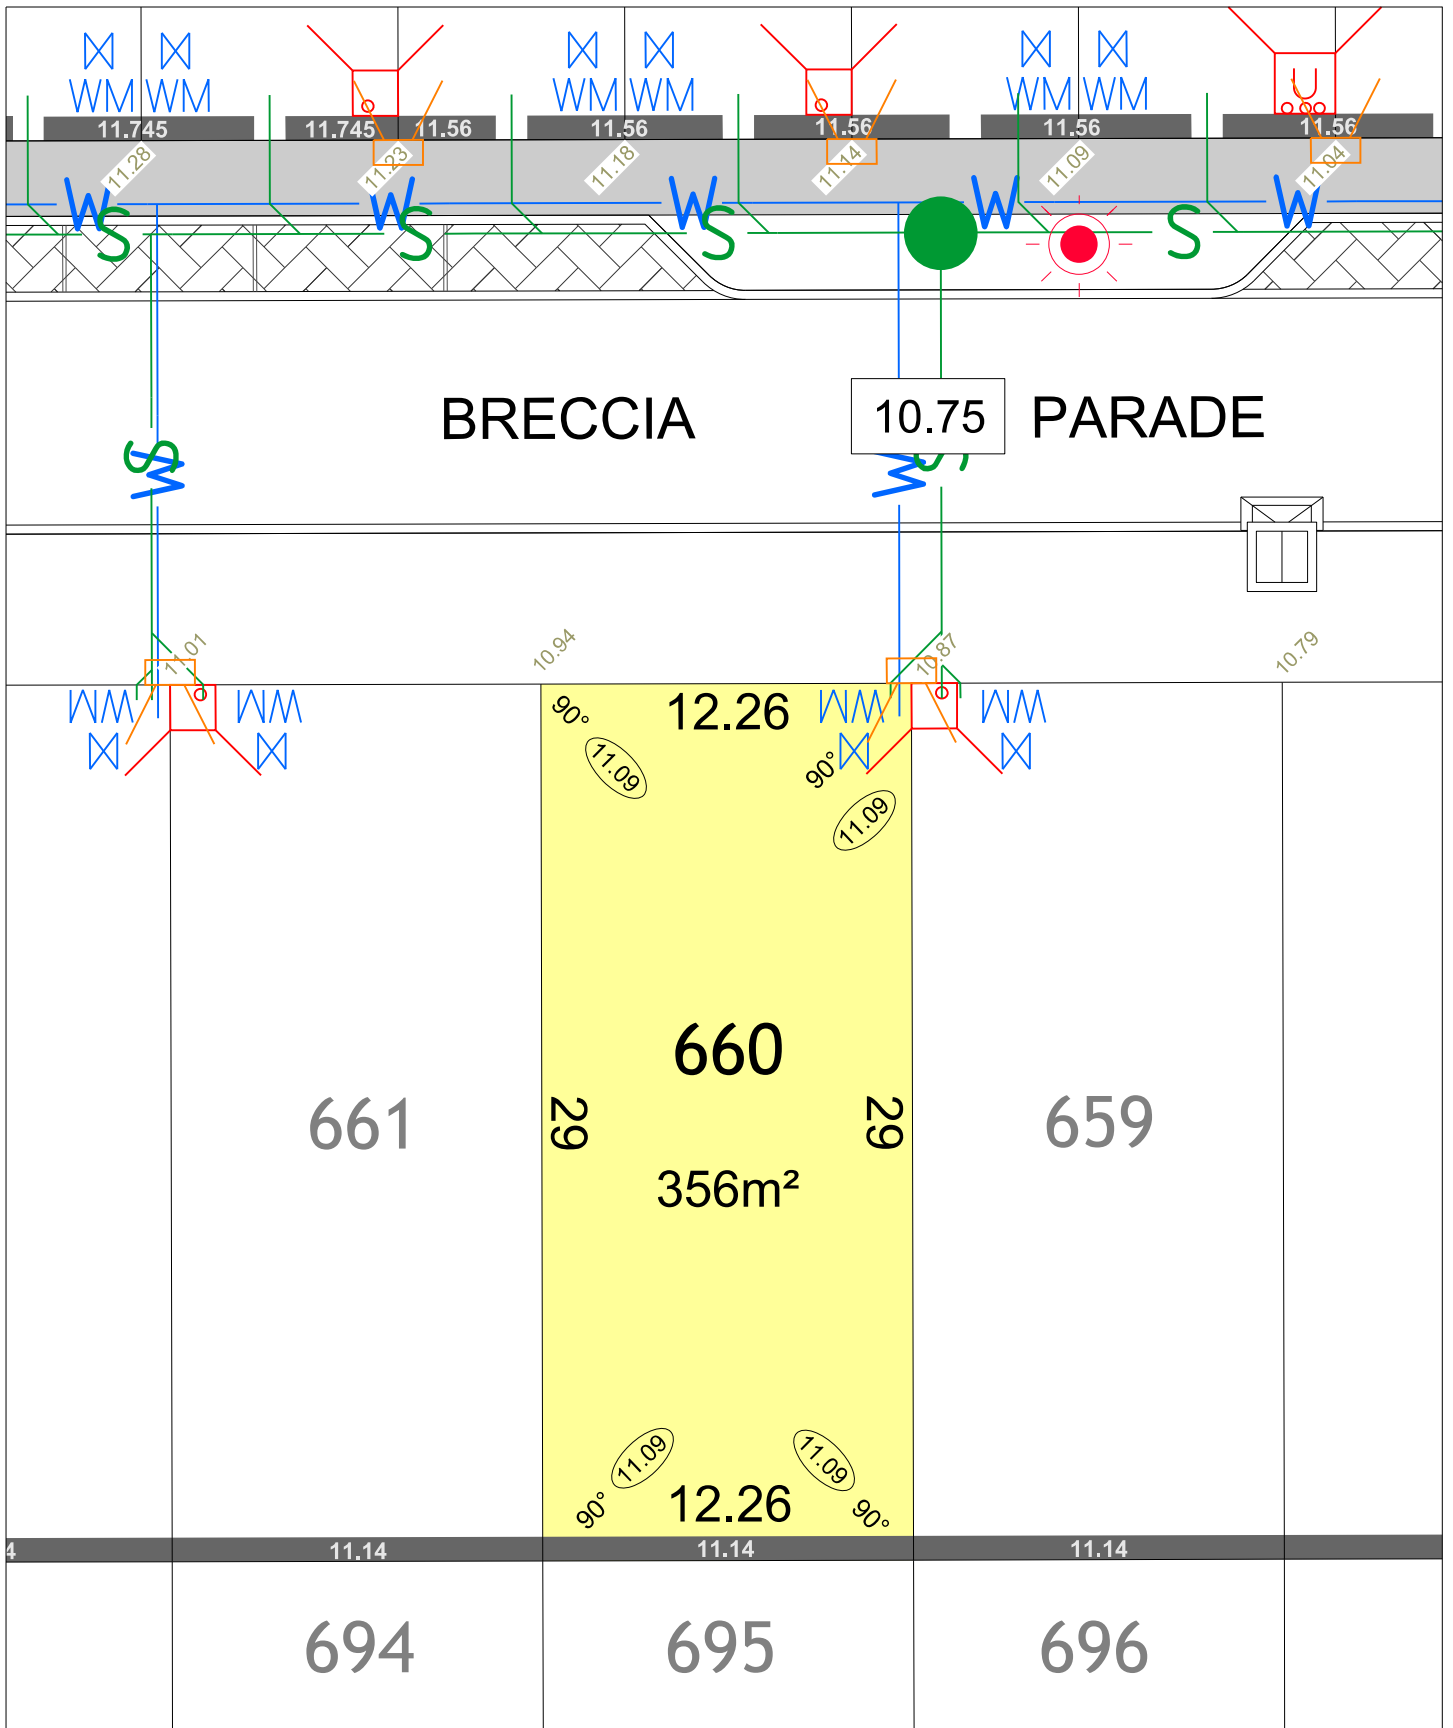 WM WM WM WM WM WM U
11.745 11.745 11.56 11.56 11.56 11.56 11.56
11.28 11.23 11.18 11.14 11.09 11.04
W W W W W
S S S S
BRECCIA 10.75 PARADE
S W W S
11.01 10.94 10.87 10.79
WM WM 90° 12.26 WM WM
11.09 90°
11.09
660
661 29 29 659
356m²
11.09 11.09
90° 12.26 90°
4 11.14 11.14 11.14
694 695 696